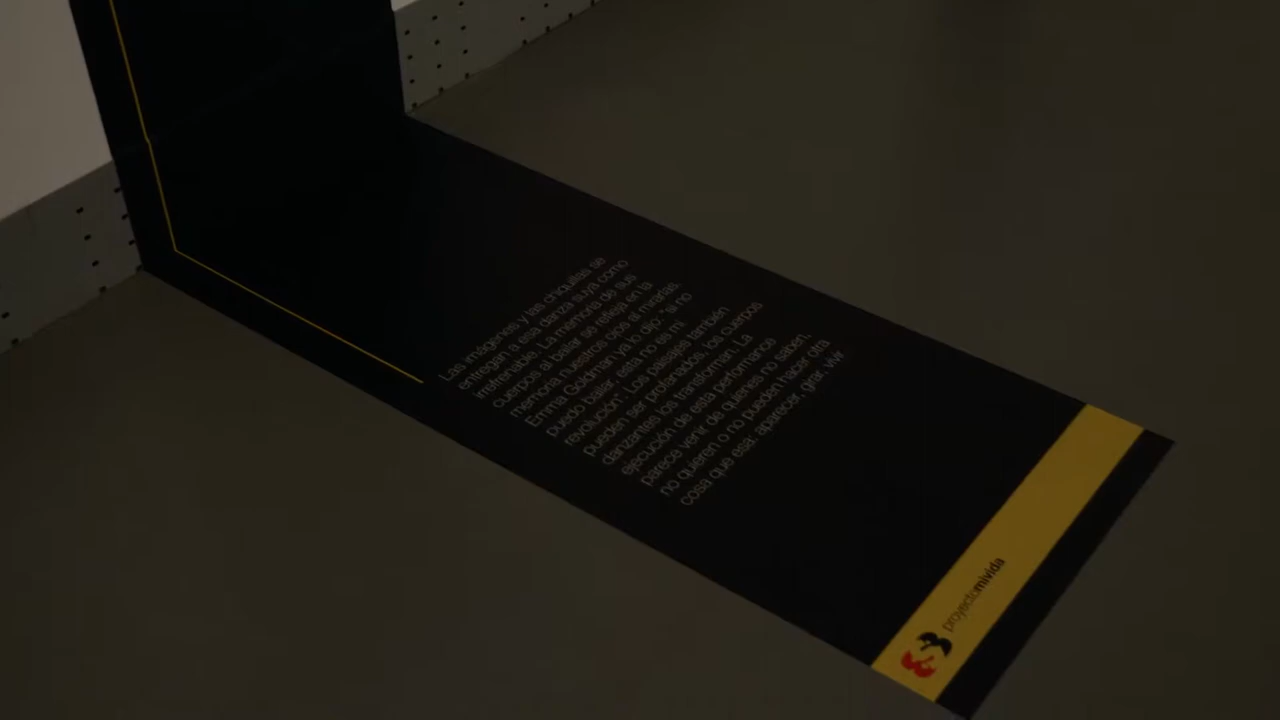 Las imágenes y las chiquillas se
entregan a esa danza suya como
irrefrenable. La memoria de sus
cuerpos al bailar se refleja en la
memoria nuestros ojos al mirarlas.
Emma Goldman ya lo dijo: "si no
puedo bailar, esta no es mi
revolución". Los paisajes también
pueden ser profanados, los cuerpos
danzantes los transforman. La
ejecución de esta performance
parece venir de quienes no saben,
no quieren o no pueden hacer otra
cosa que esa: aparecer, girar, vivir
proyectomivida